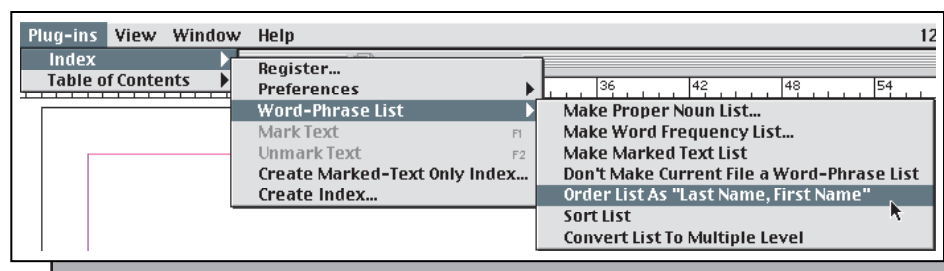 Plug-ins View Window Help 12
Index
Table of Contents
Register...
Preferences
Word-Phrase List
Mark Text F1
Unmark Text F2
Create Marked-Text Only Index...
Create Index...
36 42 48 54
Make Proper Noun List...
Make Word Frequency List...
Make Marked Text List
Don't Make Current File a Word-Phrase List
Order List As "Last Name, First Name"
Sort List
Convert List To Multiple Level